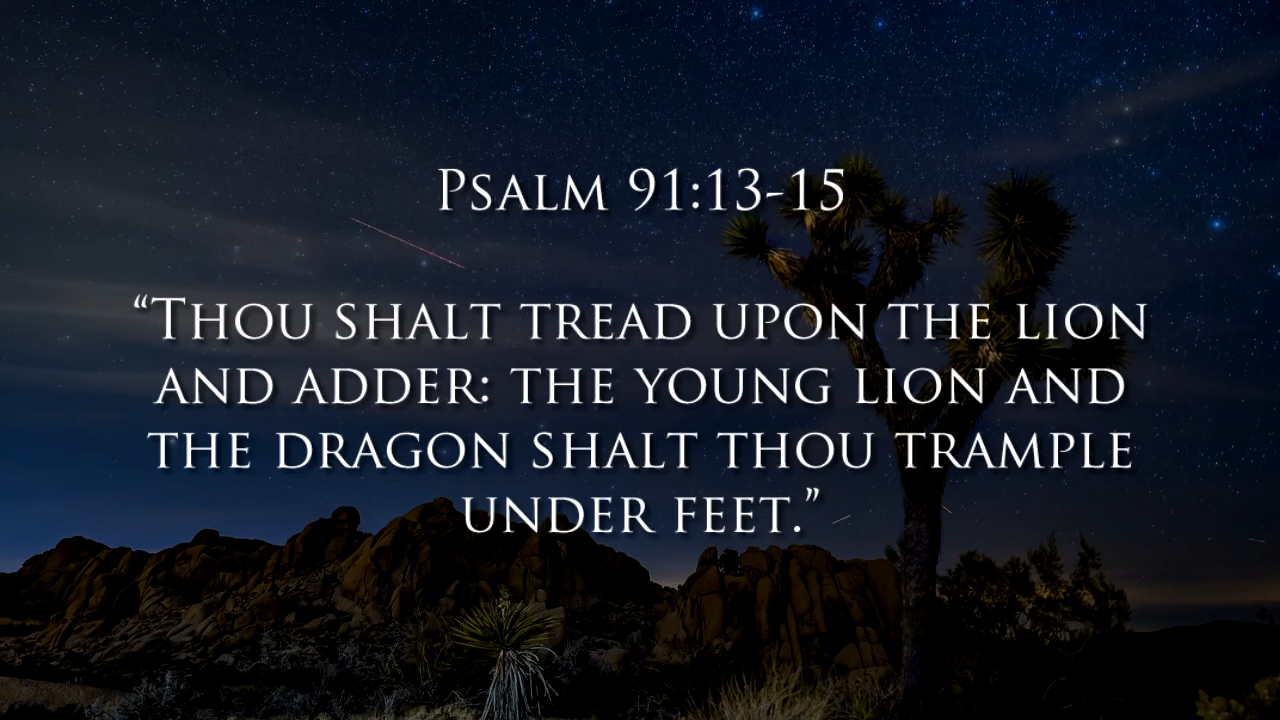 Psalm 91:13-15
“Thou shalt tread upon the lion
and adder: the young lion and
the dragon shalt thou trample
under feet.”